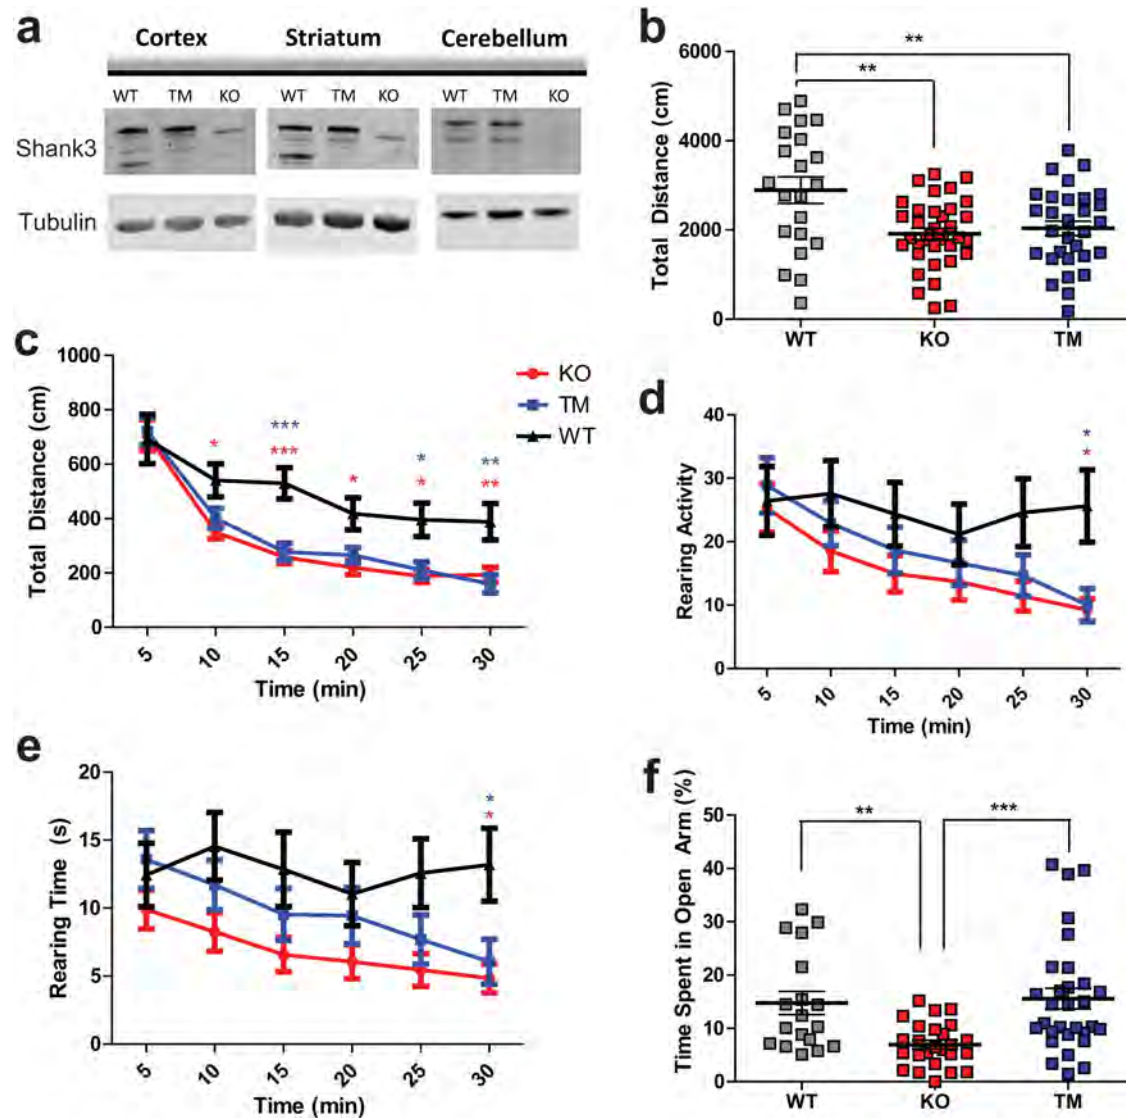 a
Cortex Striatum Cerebellum
WT TM KO WT TM KO WT TM KO
Shank3
Tubulin
b
Total Distance (cm)
6000
4000
2000
0
**
**
WT KO TM
c
Total Distance (cm)
1000
800
600
400
200
0
*
***
***
*
*
*
**
**
5 10 15 20 25 30
Time (min)
KO
TM
WT
d
Rearing Activity
40
30
20
10
0
*
*
5 10 15 20 25 30
Time (min)
e
Rearing Time (s)
20
15
10
5
0
*
*
5 10 15 20 25 30
Time (min)
f
Time Spent in Open Arm (%)
50
40
30
20
10
0
** ***
WT KO TM